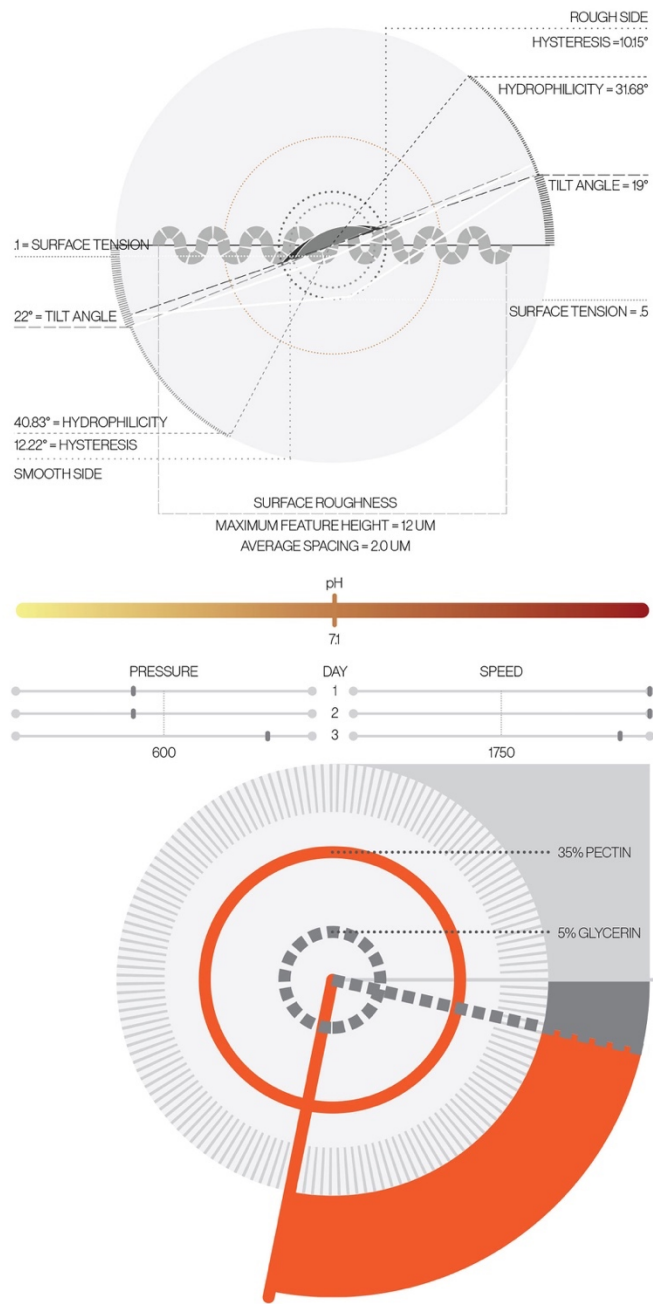 ROUGH SIDE
HYSTERESIS =10.15°
HYDROPHILICITY = 31.68°
TILT ANGLE = 19°
.1 = SURFACE TENSION
22° = TILT ANGLE
SURFACE TENSION = .5
40.83° = HYDROPHILICITY
12.22° = HYSTERESIS
SMOOTH SIDE
SURFACE ROUGHNESS
MAXIMUM FEATURE HEIGHT = 12 UM
AVERAGE SPACING = 2.0 UM
pH
7.1
PRESSURE DAY SPEED
1
2
3
600 1750
35% PECTIN
5% GLYCERIN